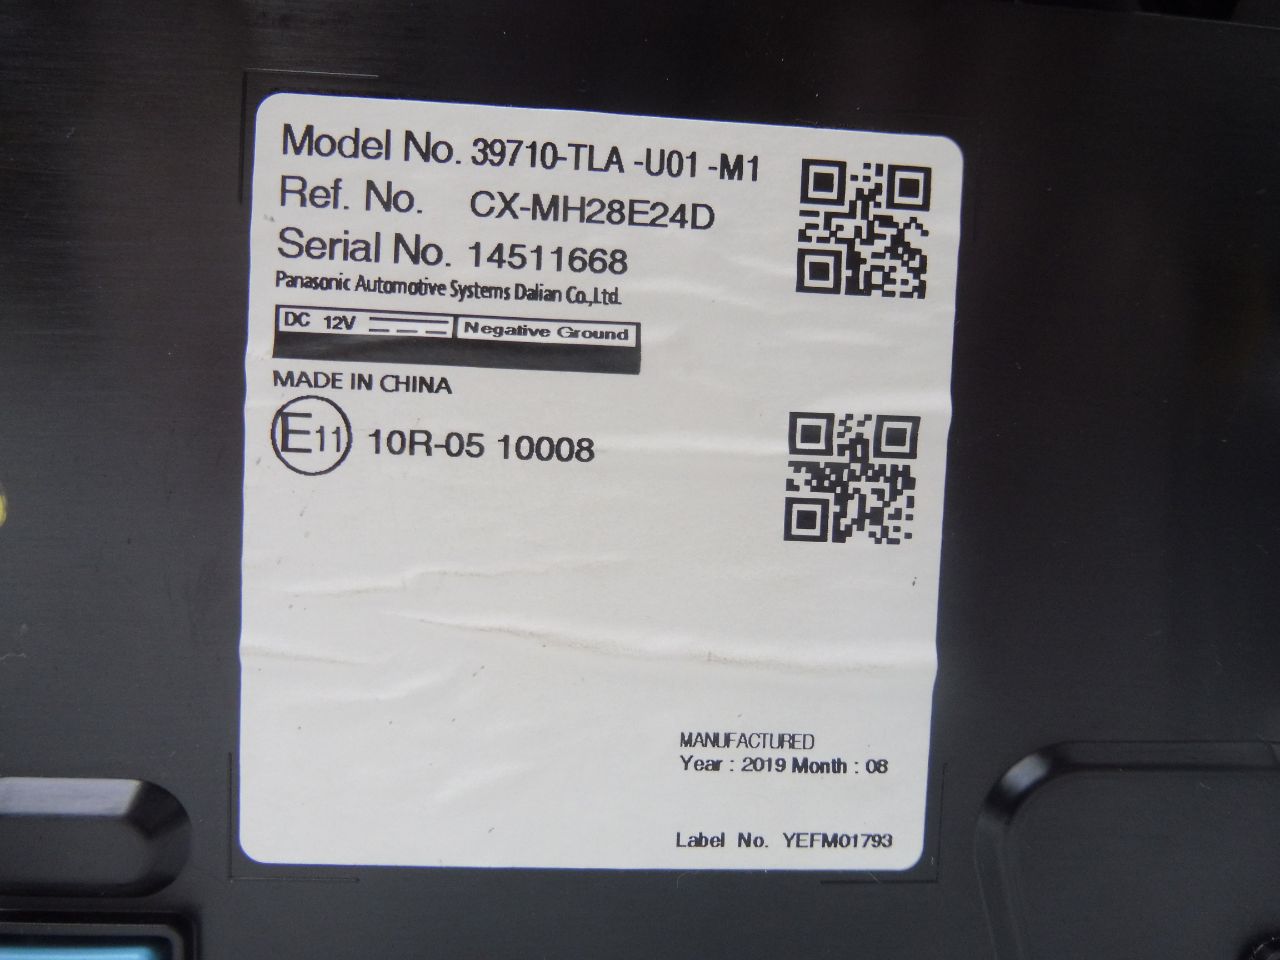 Model No. 39710-TLA -U01 -M1
Ref. No. CX-MH28E24D
Serial No. 14511668
Panasonic Automotive Systems Dalian Co.,Ltd.
DC 12V Negative Ground
MADE IN CHINA
E11 10R-05 10008
MANUFACTURED
Year : 2019 Month : 08
Label No. YEFM01793